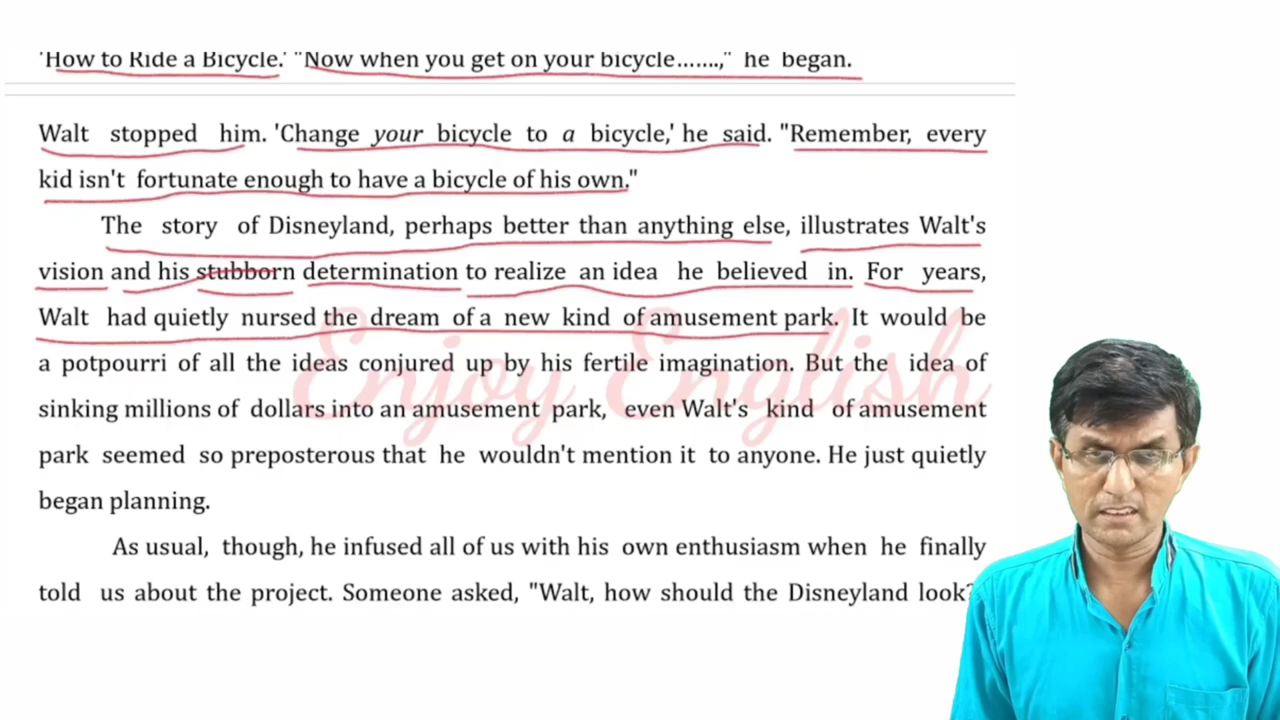 'How to Ride a Bicycle.' "Now when you get on your bicycle.......," he began.
Walt stopped him. 'Change your bicycle to a bicycle,' he said. "Remember, every
kid isn't fortunate enough to have a bicycle of his own."
The story of Disneyland, perhaps better than anything else, illustrates Walt's
vision and his stubborn determination to realize an idea he believed in. For years,
Walt had quietly nursed the dream of a new kind of amusement park. It would be
a potpourri of all the ideas conjured up by his fertile imagination. But the idea of
sinking millions of dollars into an amusement park, even Walt's kind of amusement
park seemed so preposterous that he wouldn't mention it to anyone. He just quietly
began planning.
As usual, though, he infused all of us with his own enthusiasm when he finally
told us about the project. Someone asked, "Walt, how should the Disneyland look?
Enjoy English